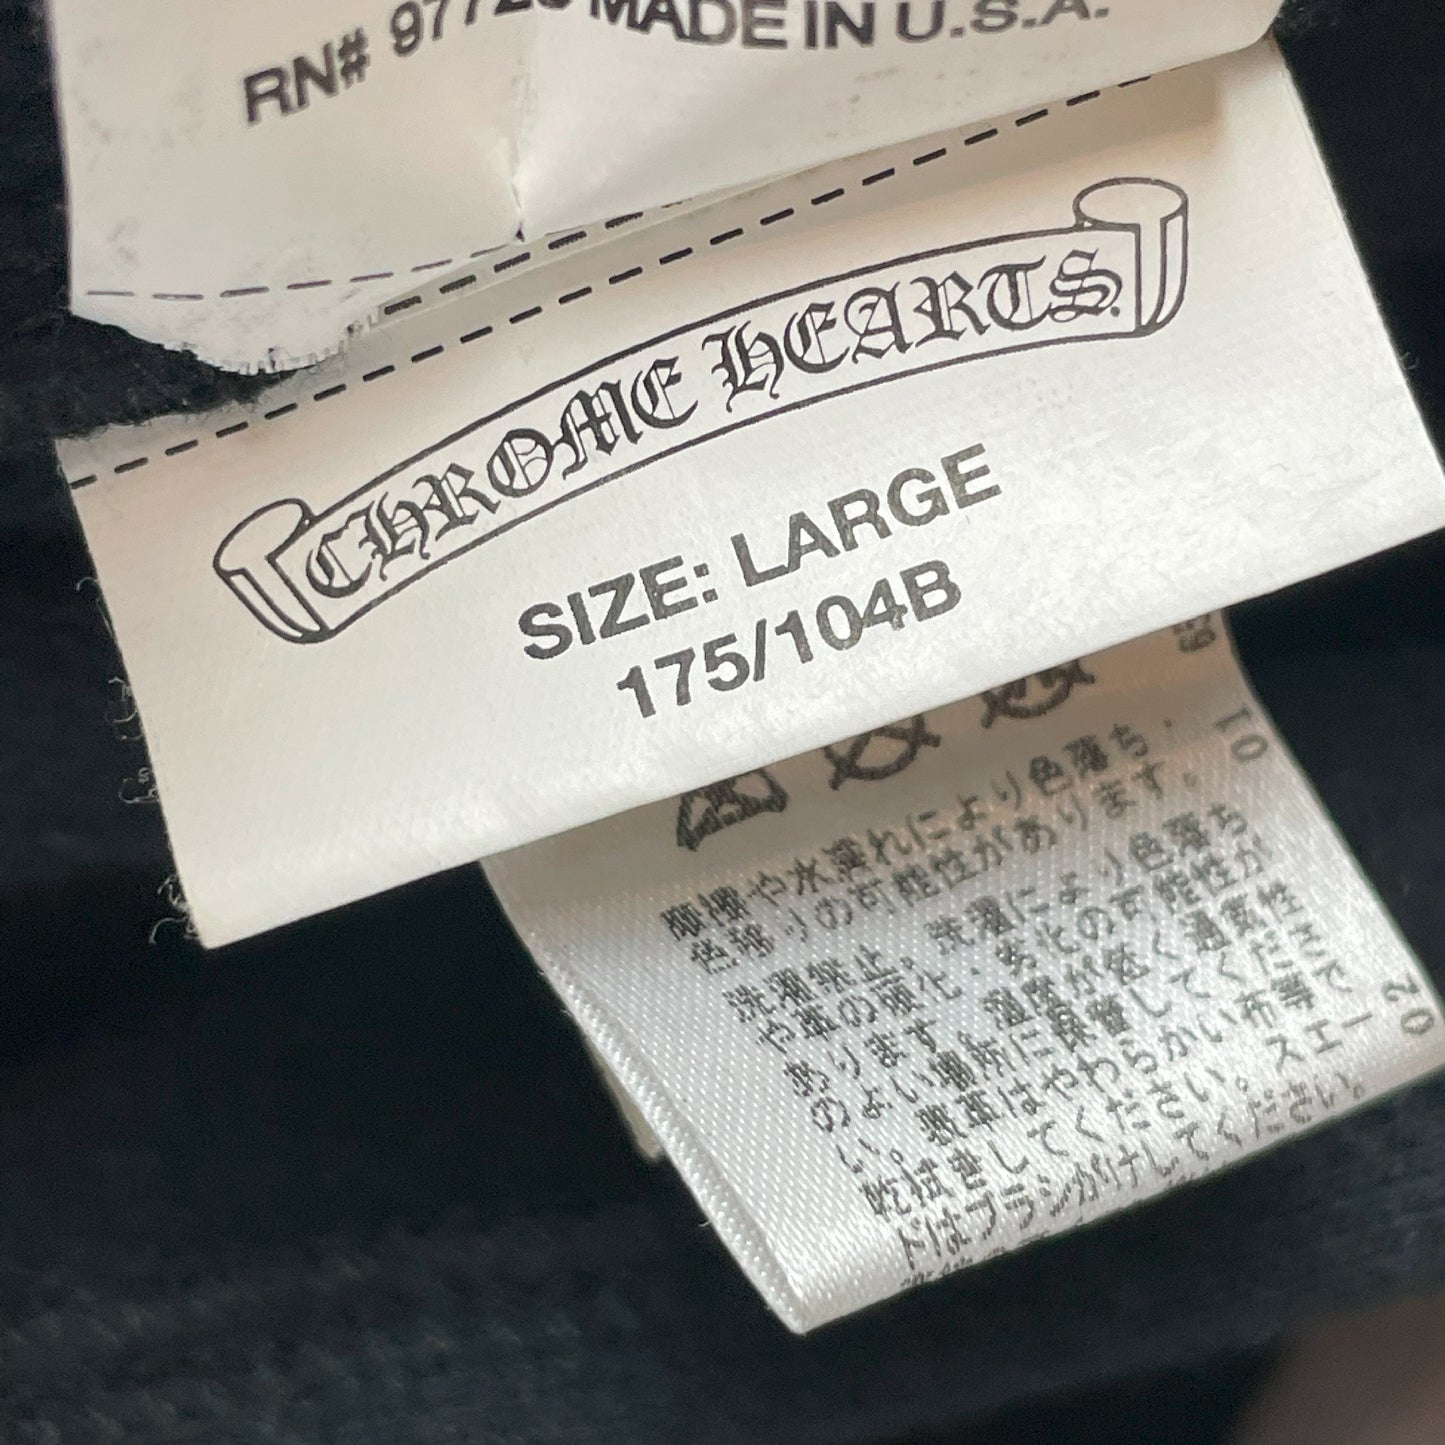 RN# MADE IN U.S.A.
CHROME HEARTS
SIZE: LARGE
175/104B
01
02
摩擦や水濡れにより色落ち・
色移りの可能性があります。
洗濯禁止。洗濯により色落ち
や革の硬化・劣化の可能性が
あります。湿度が低く通気性
のよい場所に保管してくださ
い。皮革はやわらかい布等で
乾拭きしてください。スエー
ドはブラシがけしてください。